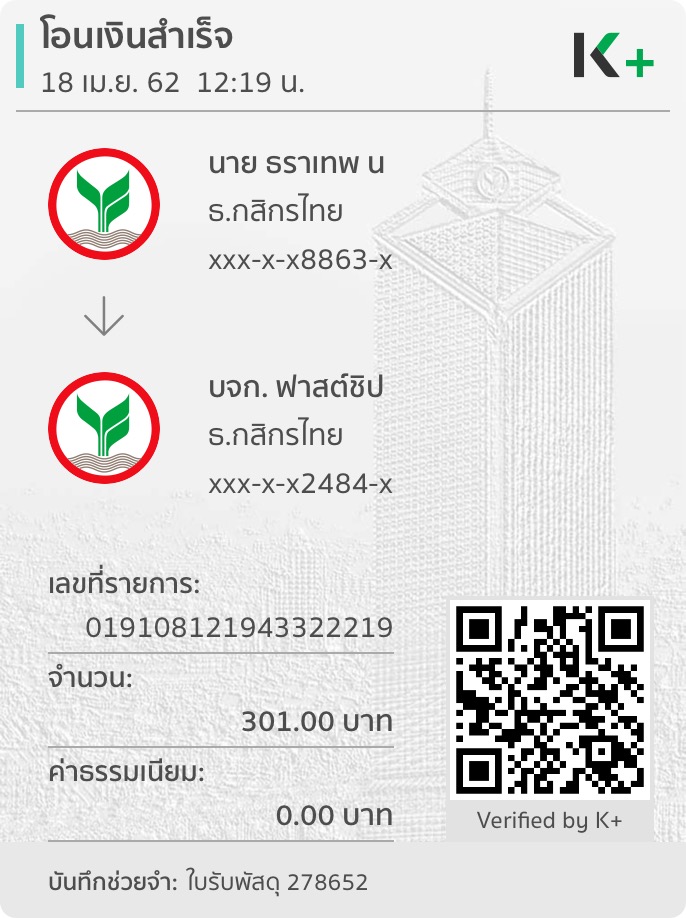 โอนเงินสำเร็จ
18 เม.ย. 62 12:19 น.
K+
นาย ธราเทพ น
ธ.กสิกรไทย
xxx-x-x8863-x
บจก. ฟาสต์ชิป
ธ.กสิกรไทย
xxx-x-x2484-x
เลขที่รายการ:
019108121943322219
จำนวน:
301.00 บาท
ค่าธรรมเนียม:
0.00 บาท
Verified by K+
บันทึกช่วยจำ: ใบรับพัสดุ 278652